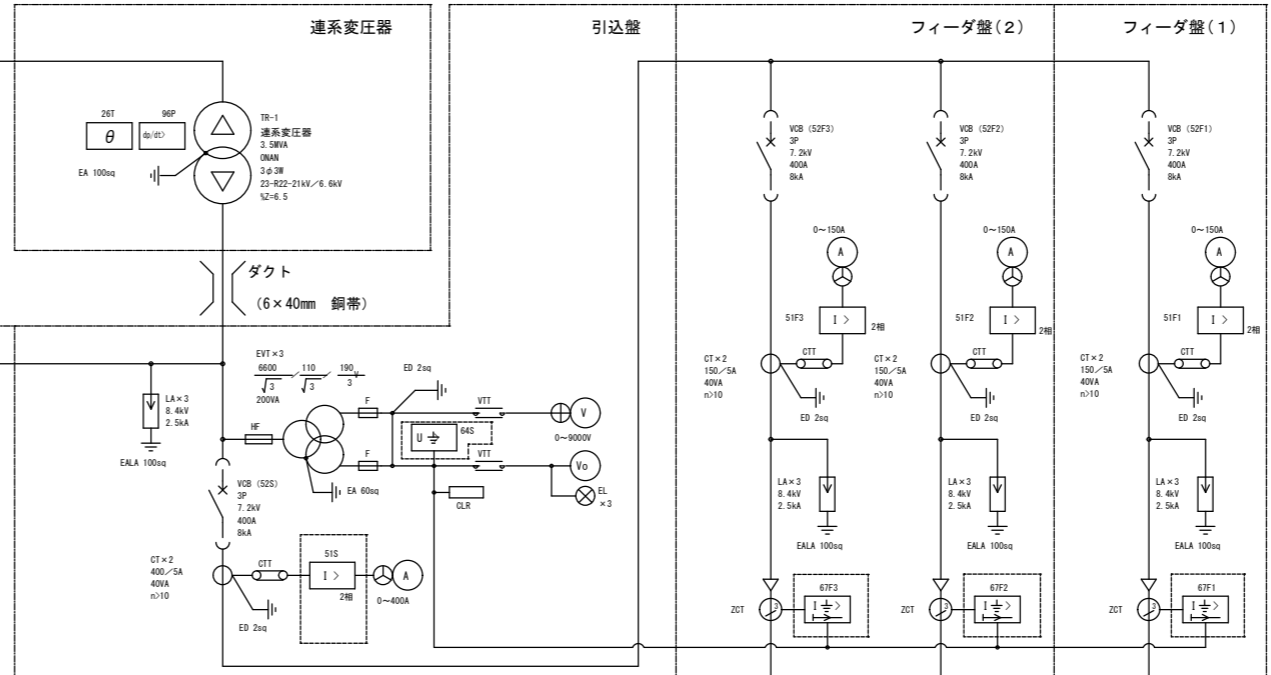 連系変圧器
引込盤
フィーダ盤(2)
フィーダ盤(1)
26T
θ
96P
dp/dt>
EA 100sq
TR-1
連系変圧器
3.5MVA
ONAN
3φ3W
23-R22-21kV/6.6kV
%Z=6.5
ダクト
(6×40mm 銅帯)
LA×3
8.4kV
2.5kA
EALA 100sq
EVT×3
6600/√3 / 110/√3 / 190/3 V
200VA
HF
F
F
ED 2sq
EA 60sq
U
64S
VTT
VTT
V
0~9000V
Vo
EL
×3
CLR
VCB (52S)
3P
7.2kV
400A
8kA
CT×2
400/5A
40VA
n>10
CTT
ED 2sq
51S
I >
2相
A
0~400A
VCB (52F3)
3P
7.2kV
400A
8kA
0~150A
A
51F3
I >
2相
CT×2
150/5A
40VA
n>10
CTT
ED 2sq
LA×3
8.4kV
2.5kA
EALA 100sq
ZCT
3
67F3
I >
VCB (52F2)
3P
7.2kV
400A
8kA
0~150A
A
51F2
I >
2相
CT×2
150/5A
40VA
n>10
CTT
ED 2sq
LA×3
8.4kV
2.5kA
EALA 100sq
ZCT
3
67F2
I >
VCB (52F1)
3P
7.2kV
400A
8kA
0~150A
A
51F1
I >
2相
CT×2
150/5A
40VA
n>10
CTT
ED 2sq
LA×3
8.4kV
2.5kA
EALA 100sq
ZCT
3
67F1
I >